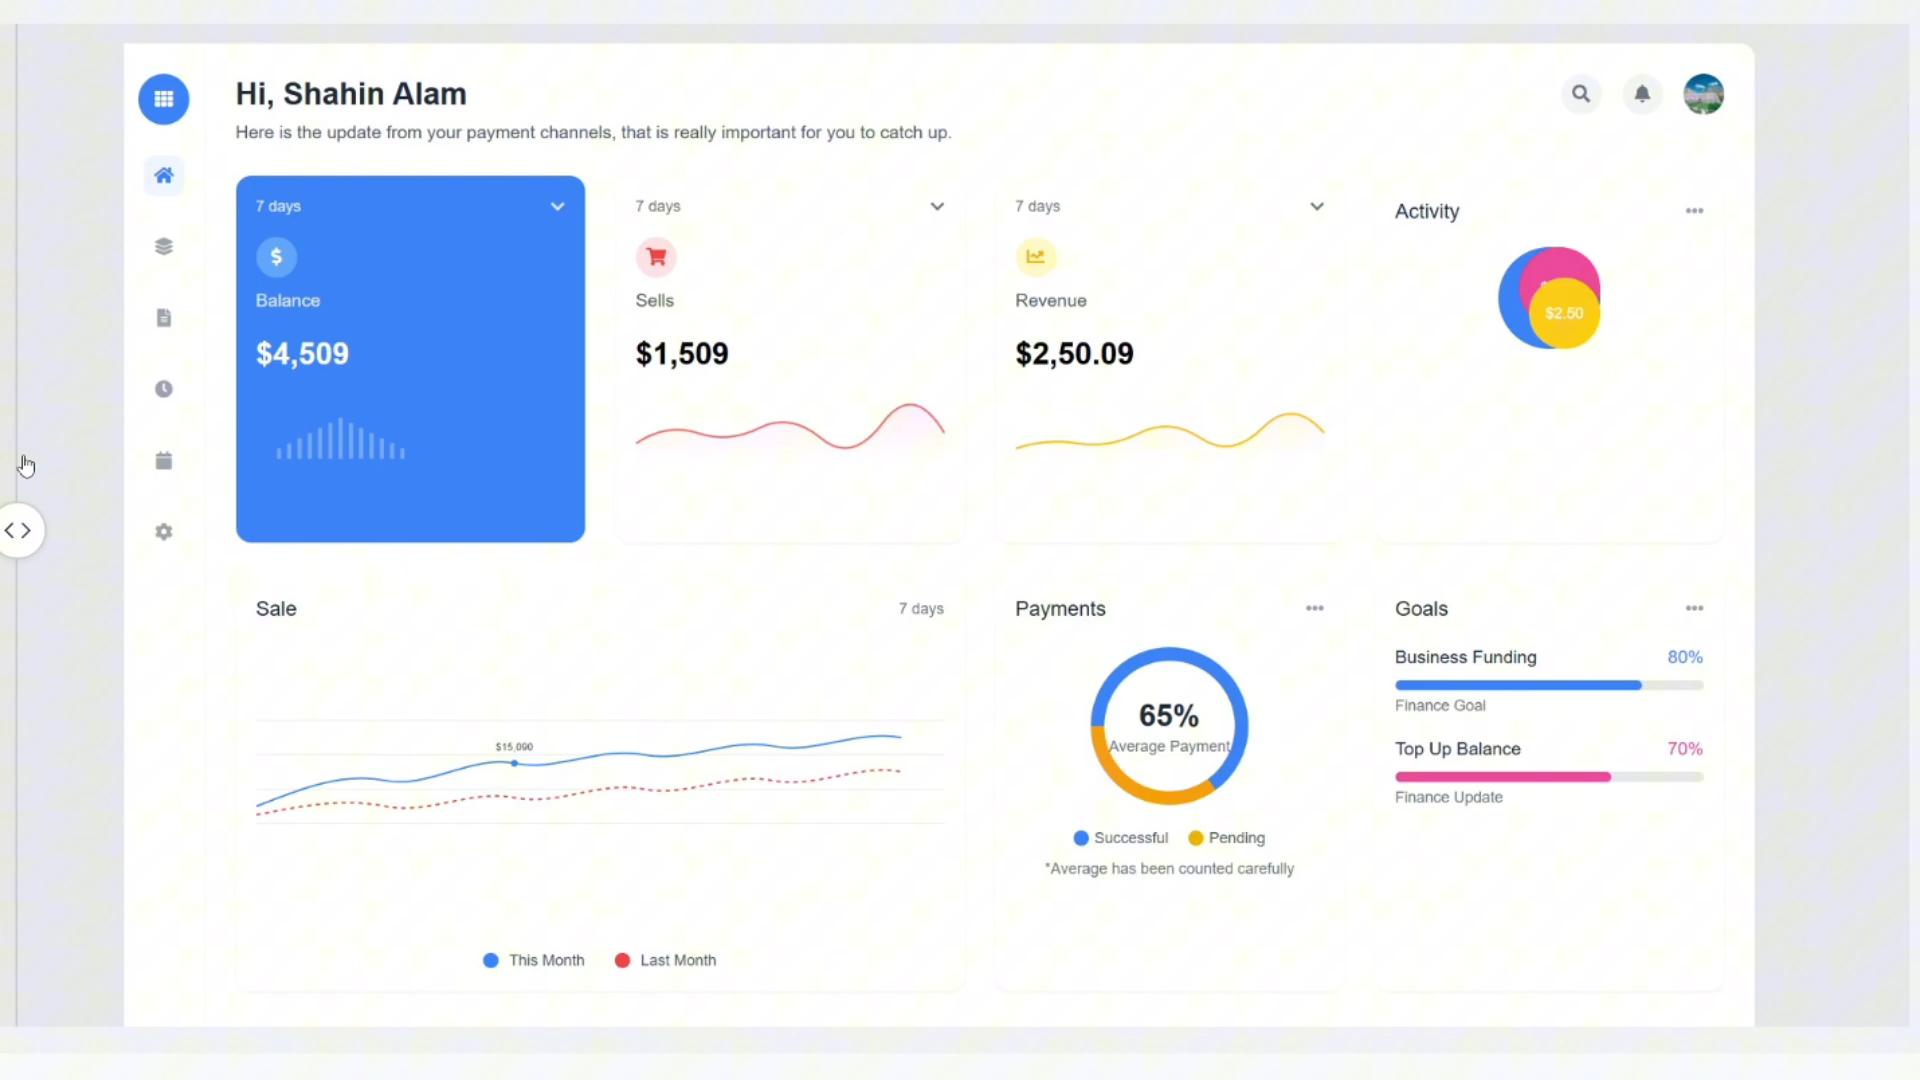 Hi, Shahin Alam
Here is the update from your payment channels, that is really important for you to catch up.
7 days
$
Balance
$4,509
7 days
Sells
$1,509
7 days
Revenue
$2,50.09
Activity
$2.50
Sale
7 days
$15,090
This Month
Last Month
Payments
65%
Average Payment
Successful
Pending
*Average has been counted carefully
Goals
Business Funding
80%
Finance Goal
Top Up Balance
70%
Finance Update